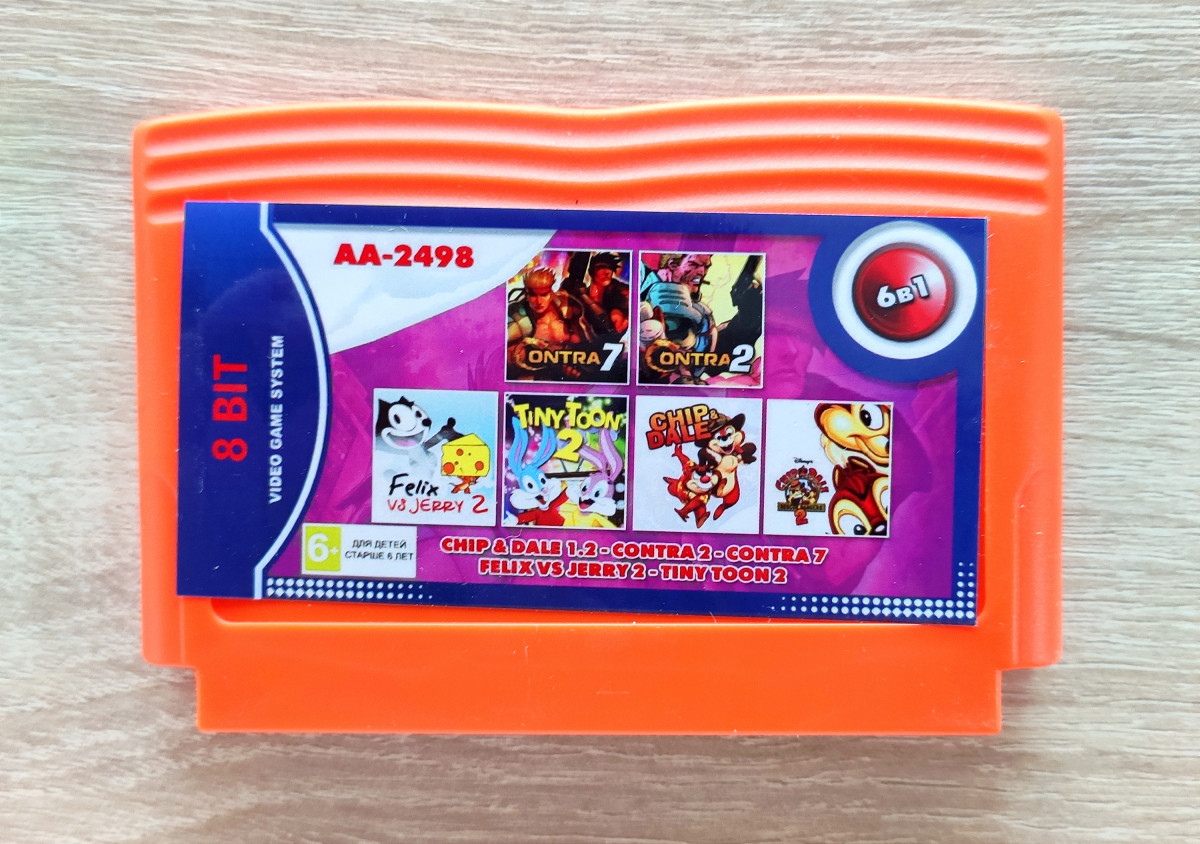 AA-2498
6В1
8 BIT
VIDEO GAME SYSTEM
ONTRA 7
ONTRA 2
Felix
VS JERRY 2
TINY TOON
2
CHIP &
DALE
2
6+
ДЛЯ ДЕТЕЙ
СТАРШЕ 6 ЛЕТ
CHIP & DALE 1.2 - CONTRA 2 - CONTRA 7
FELIX VS JERRY 2 - TINY TOON 2